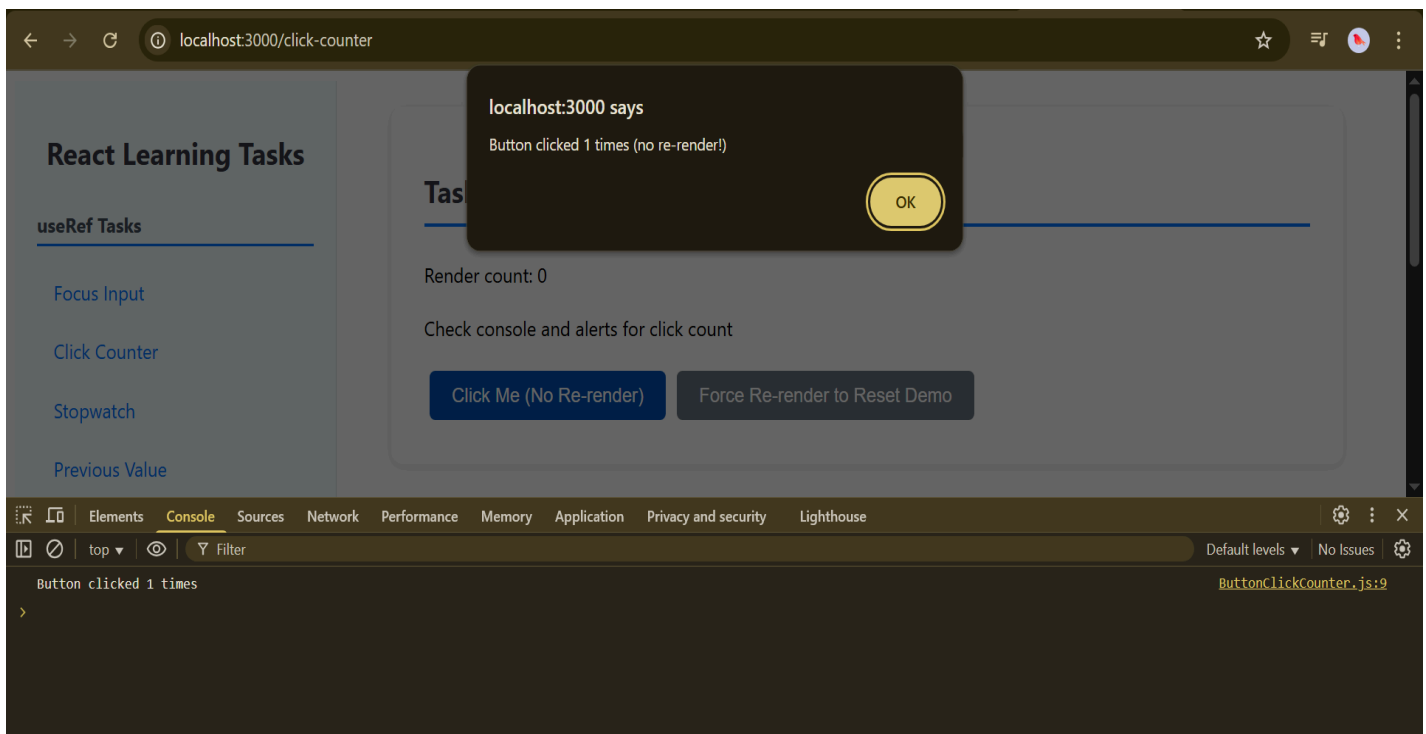 localhost:3000/click-counter
localhost:3000 says
Button clicked 1 times (no re-render!)
OK
React Learning Tasks
useRef Tasks
Focus Input
Click Counter
Stopwatch
Previous Value
Render count: 0
Check console and alerts for click count
Click Me (No Re-render) Force Re-render to Reset Demo
Elements Console Sources Network Performance Memory Application Privacy and security Lighthouse
top Filter Default levels No Issues
Button clicked 1 times ButtonClickCounter.js:9